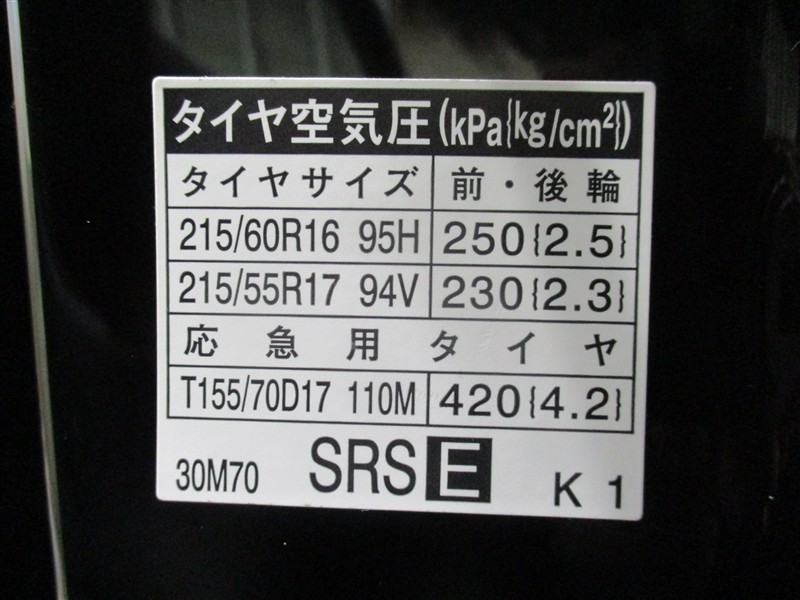 タイヤ空気圧(kPa{kg/cm²})
タイヤサイズ 前・後輪
215/60R16 95H 250{2.5}
215/55R17 94V 230{2.3}
応急用タイヤ
T155/70D17 110M 420{4.2}
30M70 SRS E K 1